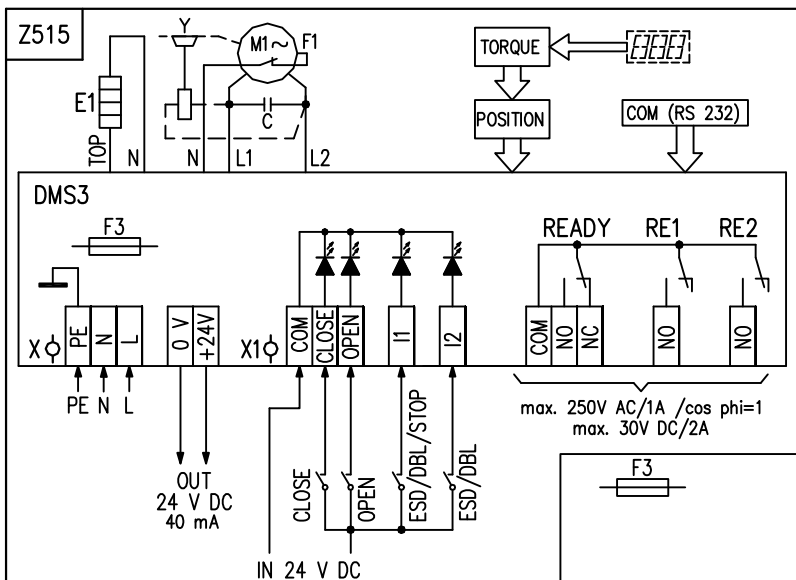 Z515
Y
M1 ~
F1
E1
C
TOP
N
N
L1
L2
TORQUE
POSITION
COM (RS 232)
DMS3
F3
READY
RE1
RE2
X
PE
N
L
0 V
+24V
X1
COM
CLOSE
OPEN
I1
I2
COM
NO
NC
NO
NO
PE N L
max. 250V AC/1A /cos phi=1
max. 30V DC/2A
OUT
24 V DC
40 mA
CLOSE
OPEN
ESD/DBL/STOP
ESD/DBL
F3
IN 24 V DC